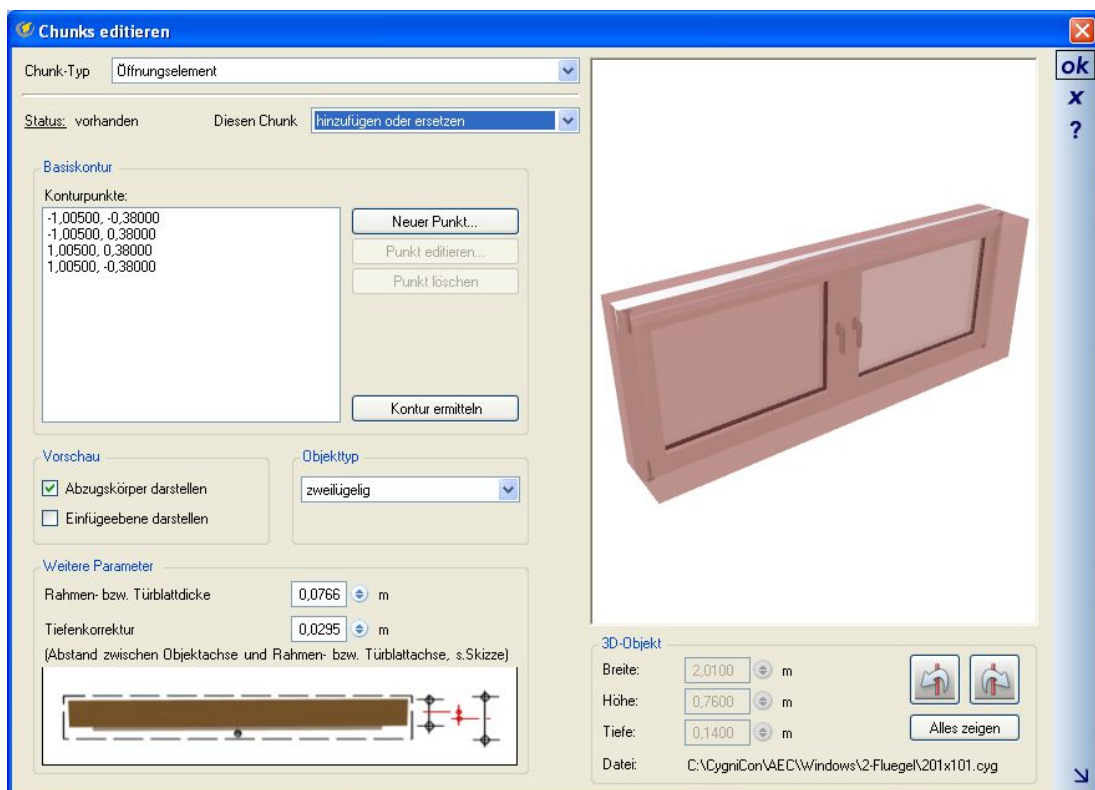 Chunks editieren
Chunk-Typ Öffnungselement
Status: vorhanden Diesen Chunk hinzufügen oder ersetzen
Basiskontur
Konturpunkte:
-1,00500, -0,38000
-1,00500, 0,38000
1,00500, 0,38000
1,00500, -0,38000
Neuer Punkt...
Punkt editieren...
Punkt löschen
Kontur ermitteln
Vorschau
Abzugskörper darstellen
Einfügeebene darstellen
Objekttyp
zweilügelig
Weitere Parameter
Rahmen- bzw. Türblattdicke 0,0766 m
Tiefenkorrektur 0,0295 m
(Abstand zwischen Objektachse und Rahmen- bzw. Türblattachse, s.Skizze)
ok
x
?
3D-Objekt
Breite: 2,0100 m
Höhe: 0,7600 m
Tiefe: 0,1400 m
Alles zeigen
Datei: C:\CygniCon\AEC\Windows\2-Fluegel\201x101.cyg